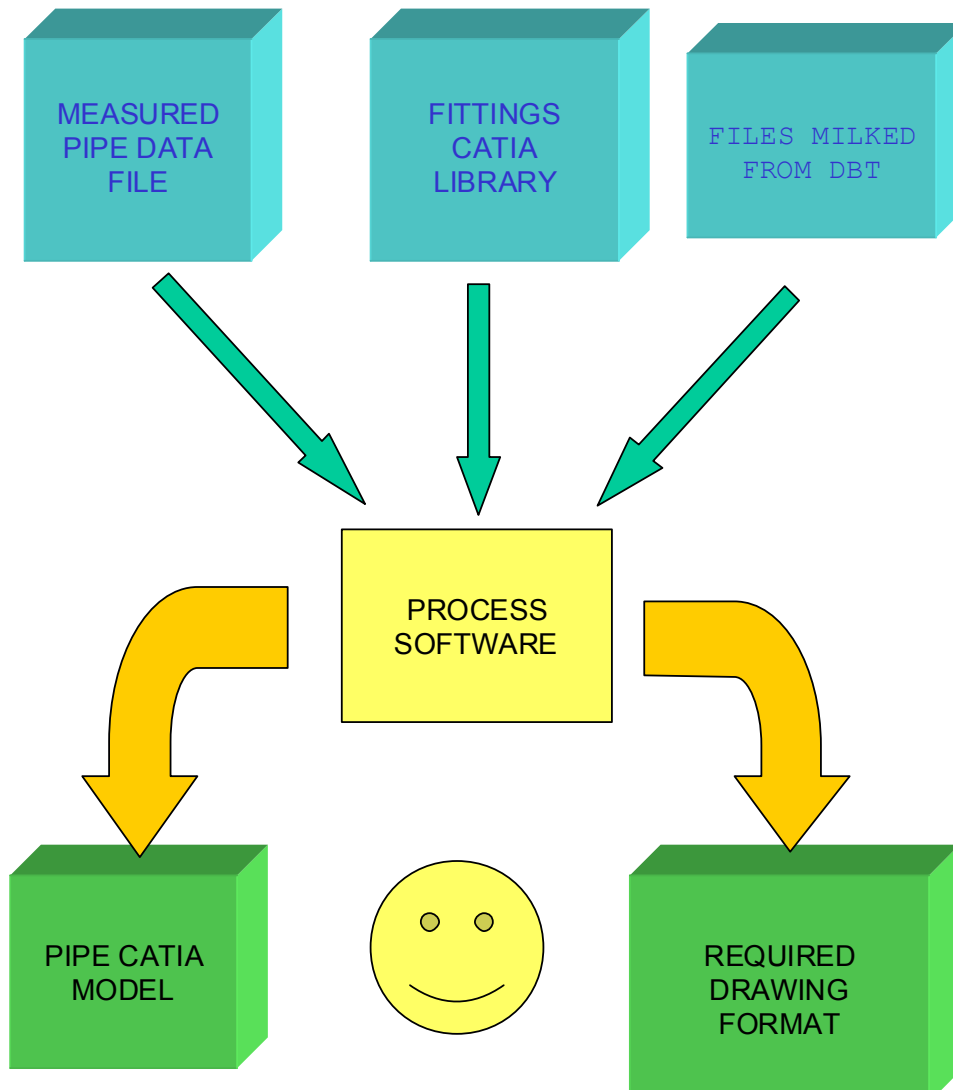 MEASURED
PIPE DATA
FILE
FITTINGS
CATIA
LIBRARY
FILES MILKED
FROM DBT
PROCESS
SOFTWARE
PIPE CATIA
MODEL
REQUIRED
DRAWING
FORMAT